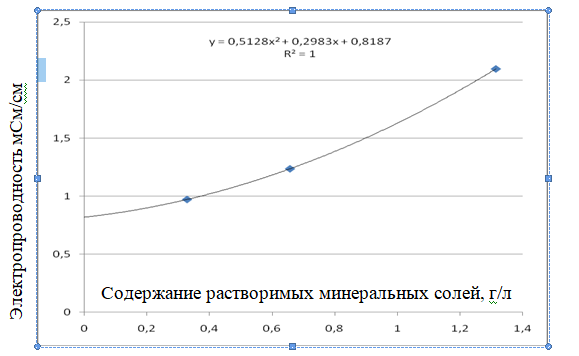 2,5
y = 0,5128x² + 0,2983x + 0,8187
R² = 1
2
1,5
1
0,5
0
Электропроводность мСм/см
Содержание растворимых минеральных солей, г/л
0 0,2 0,4 0,6 0,8 1 1,2 1,4